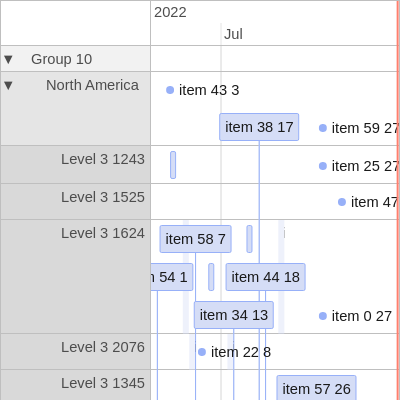 2022
Jul
▼ Group 10
▼ North America
item 43 3
item 38 17
item 59 27
Level 3 1243
item 25 27
Level 3 1525
item 47
Level 3 1624
item 58 7
54 1
item 44 18
item 34 13
item 0 27
Level 3 2076
item 22 8
Level 3 1345
item 57 26